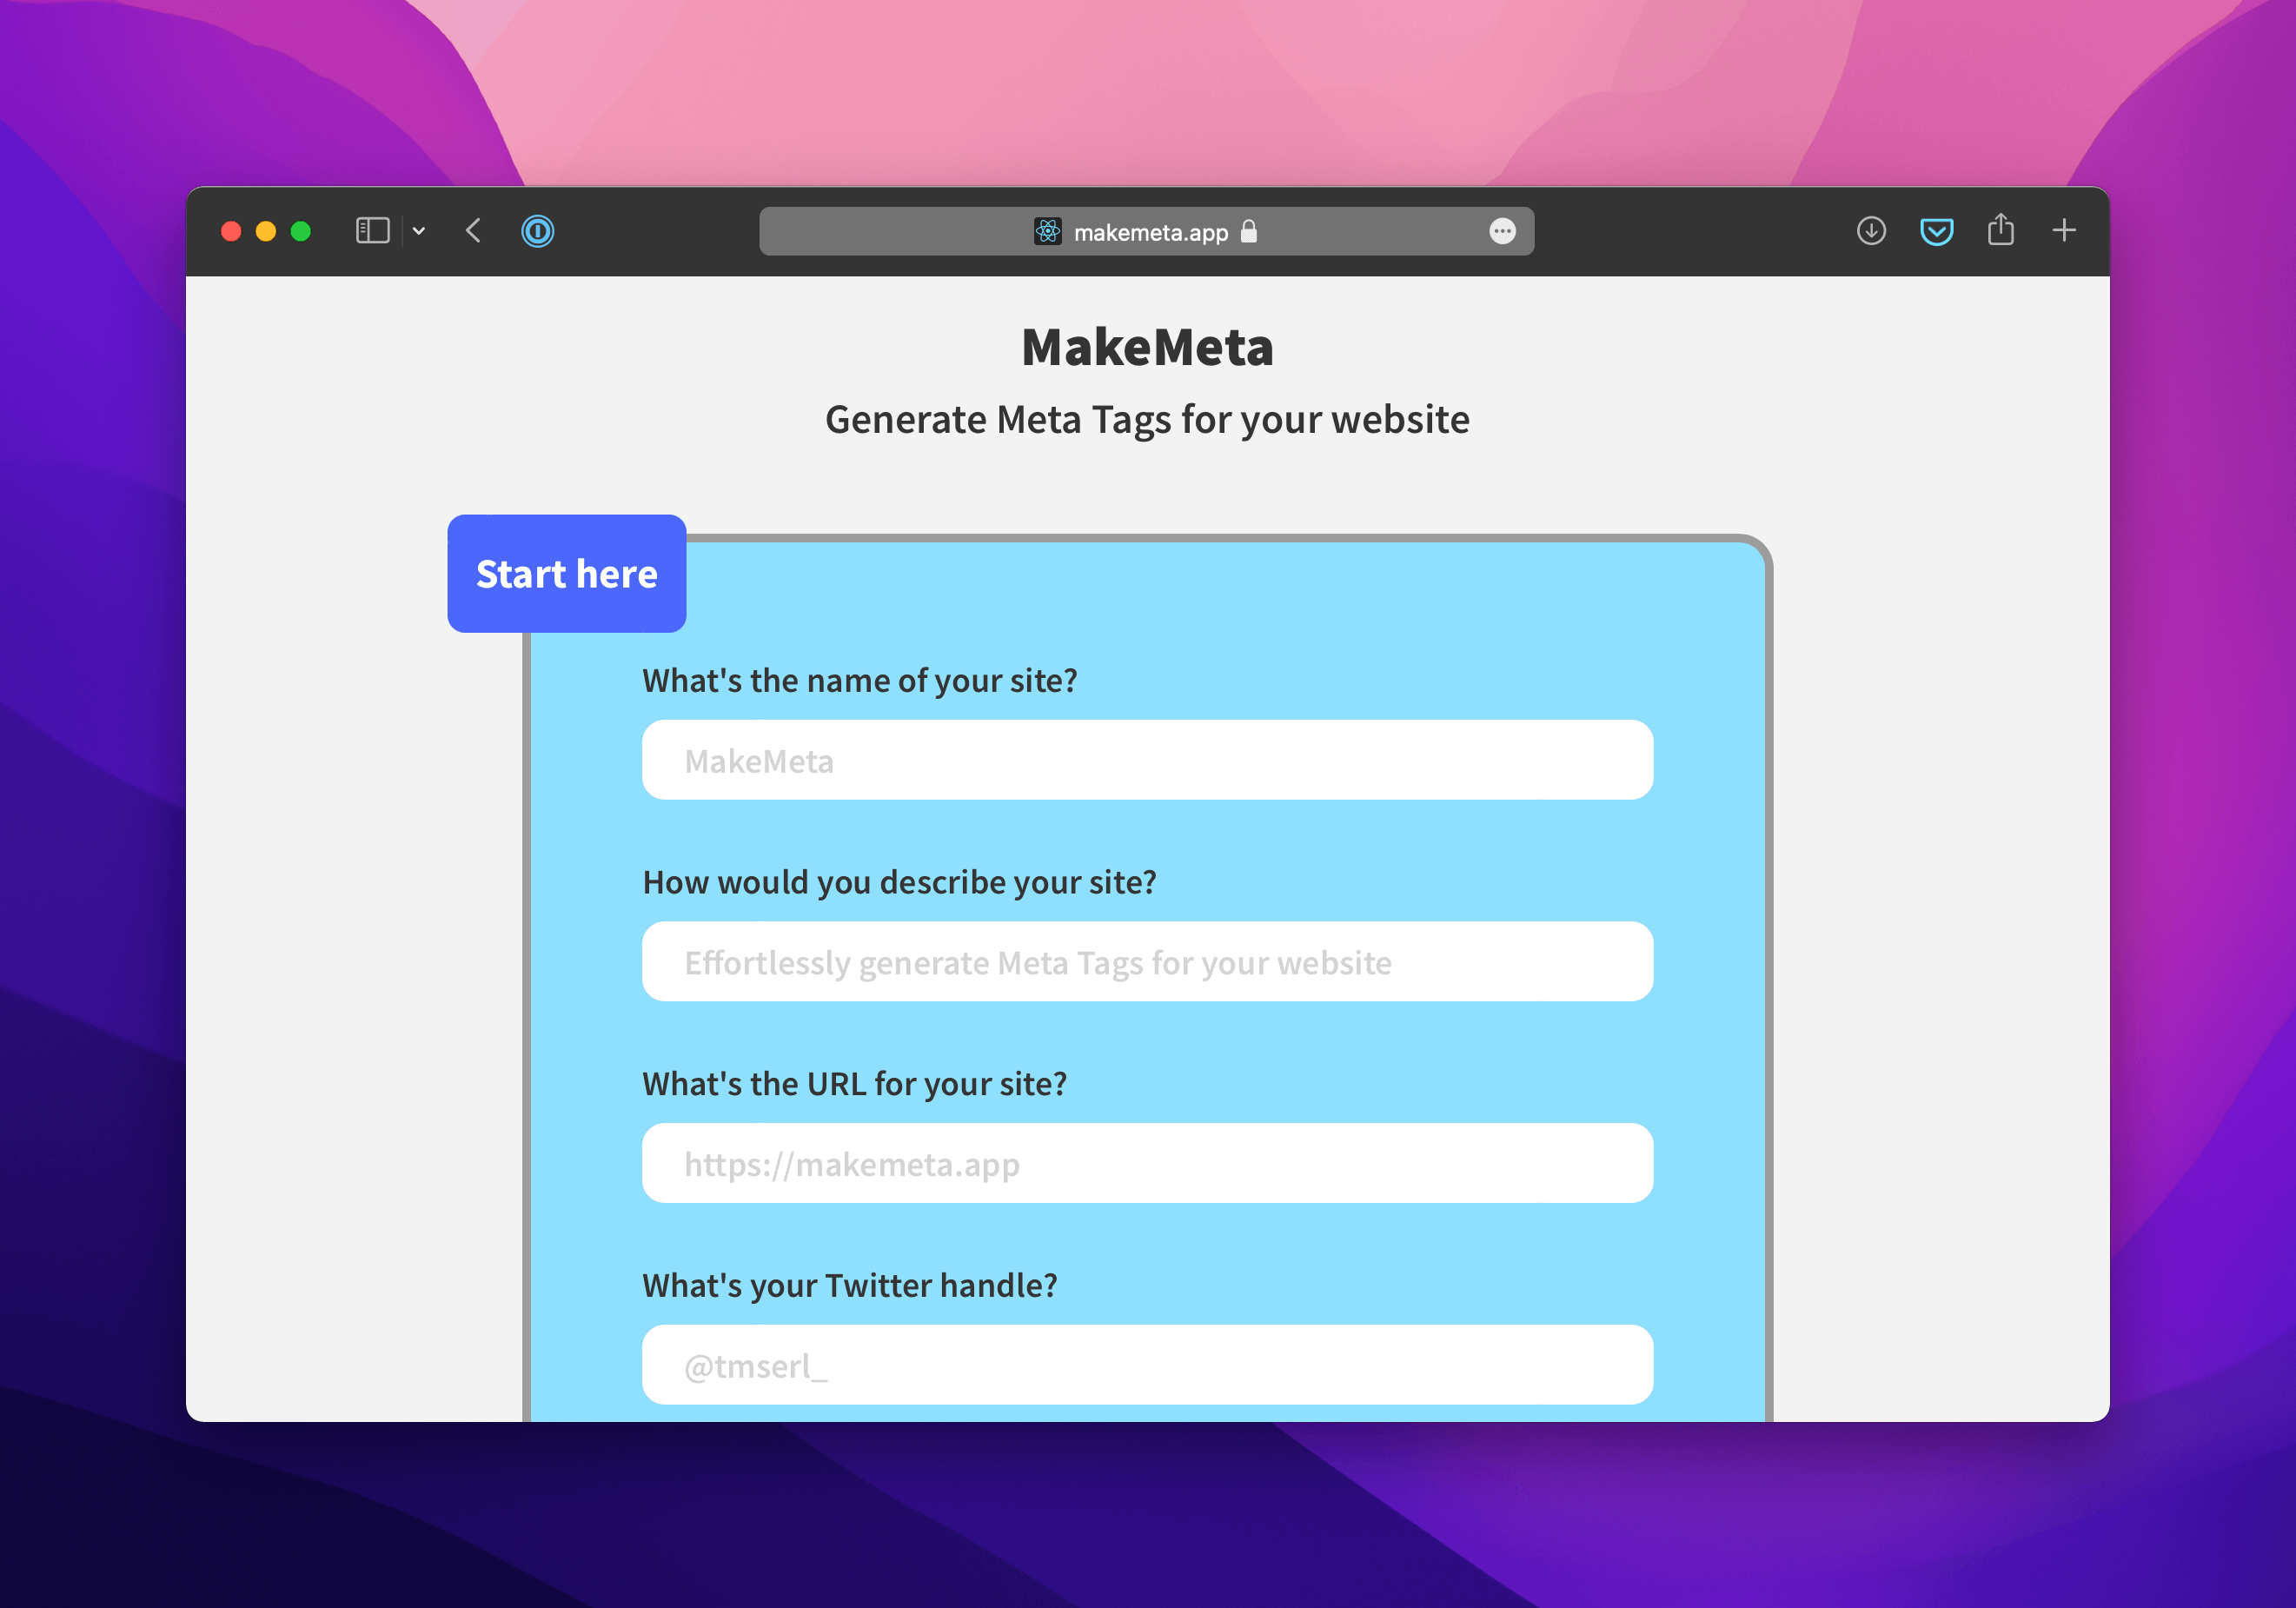 makemeta.app
MakeMeta
Generate Meta Tags for your website
Start here
What's the name of your site?
MakeMeta
How would you describe your site?
Effortlessly generate Meta Tags for your website
What's the URL for your site?
https://makemeta.app
What's your Twitter handle?
@tmserl_